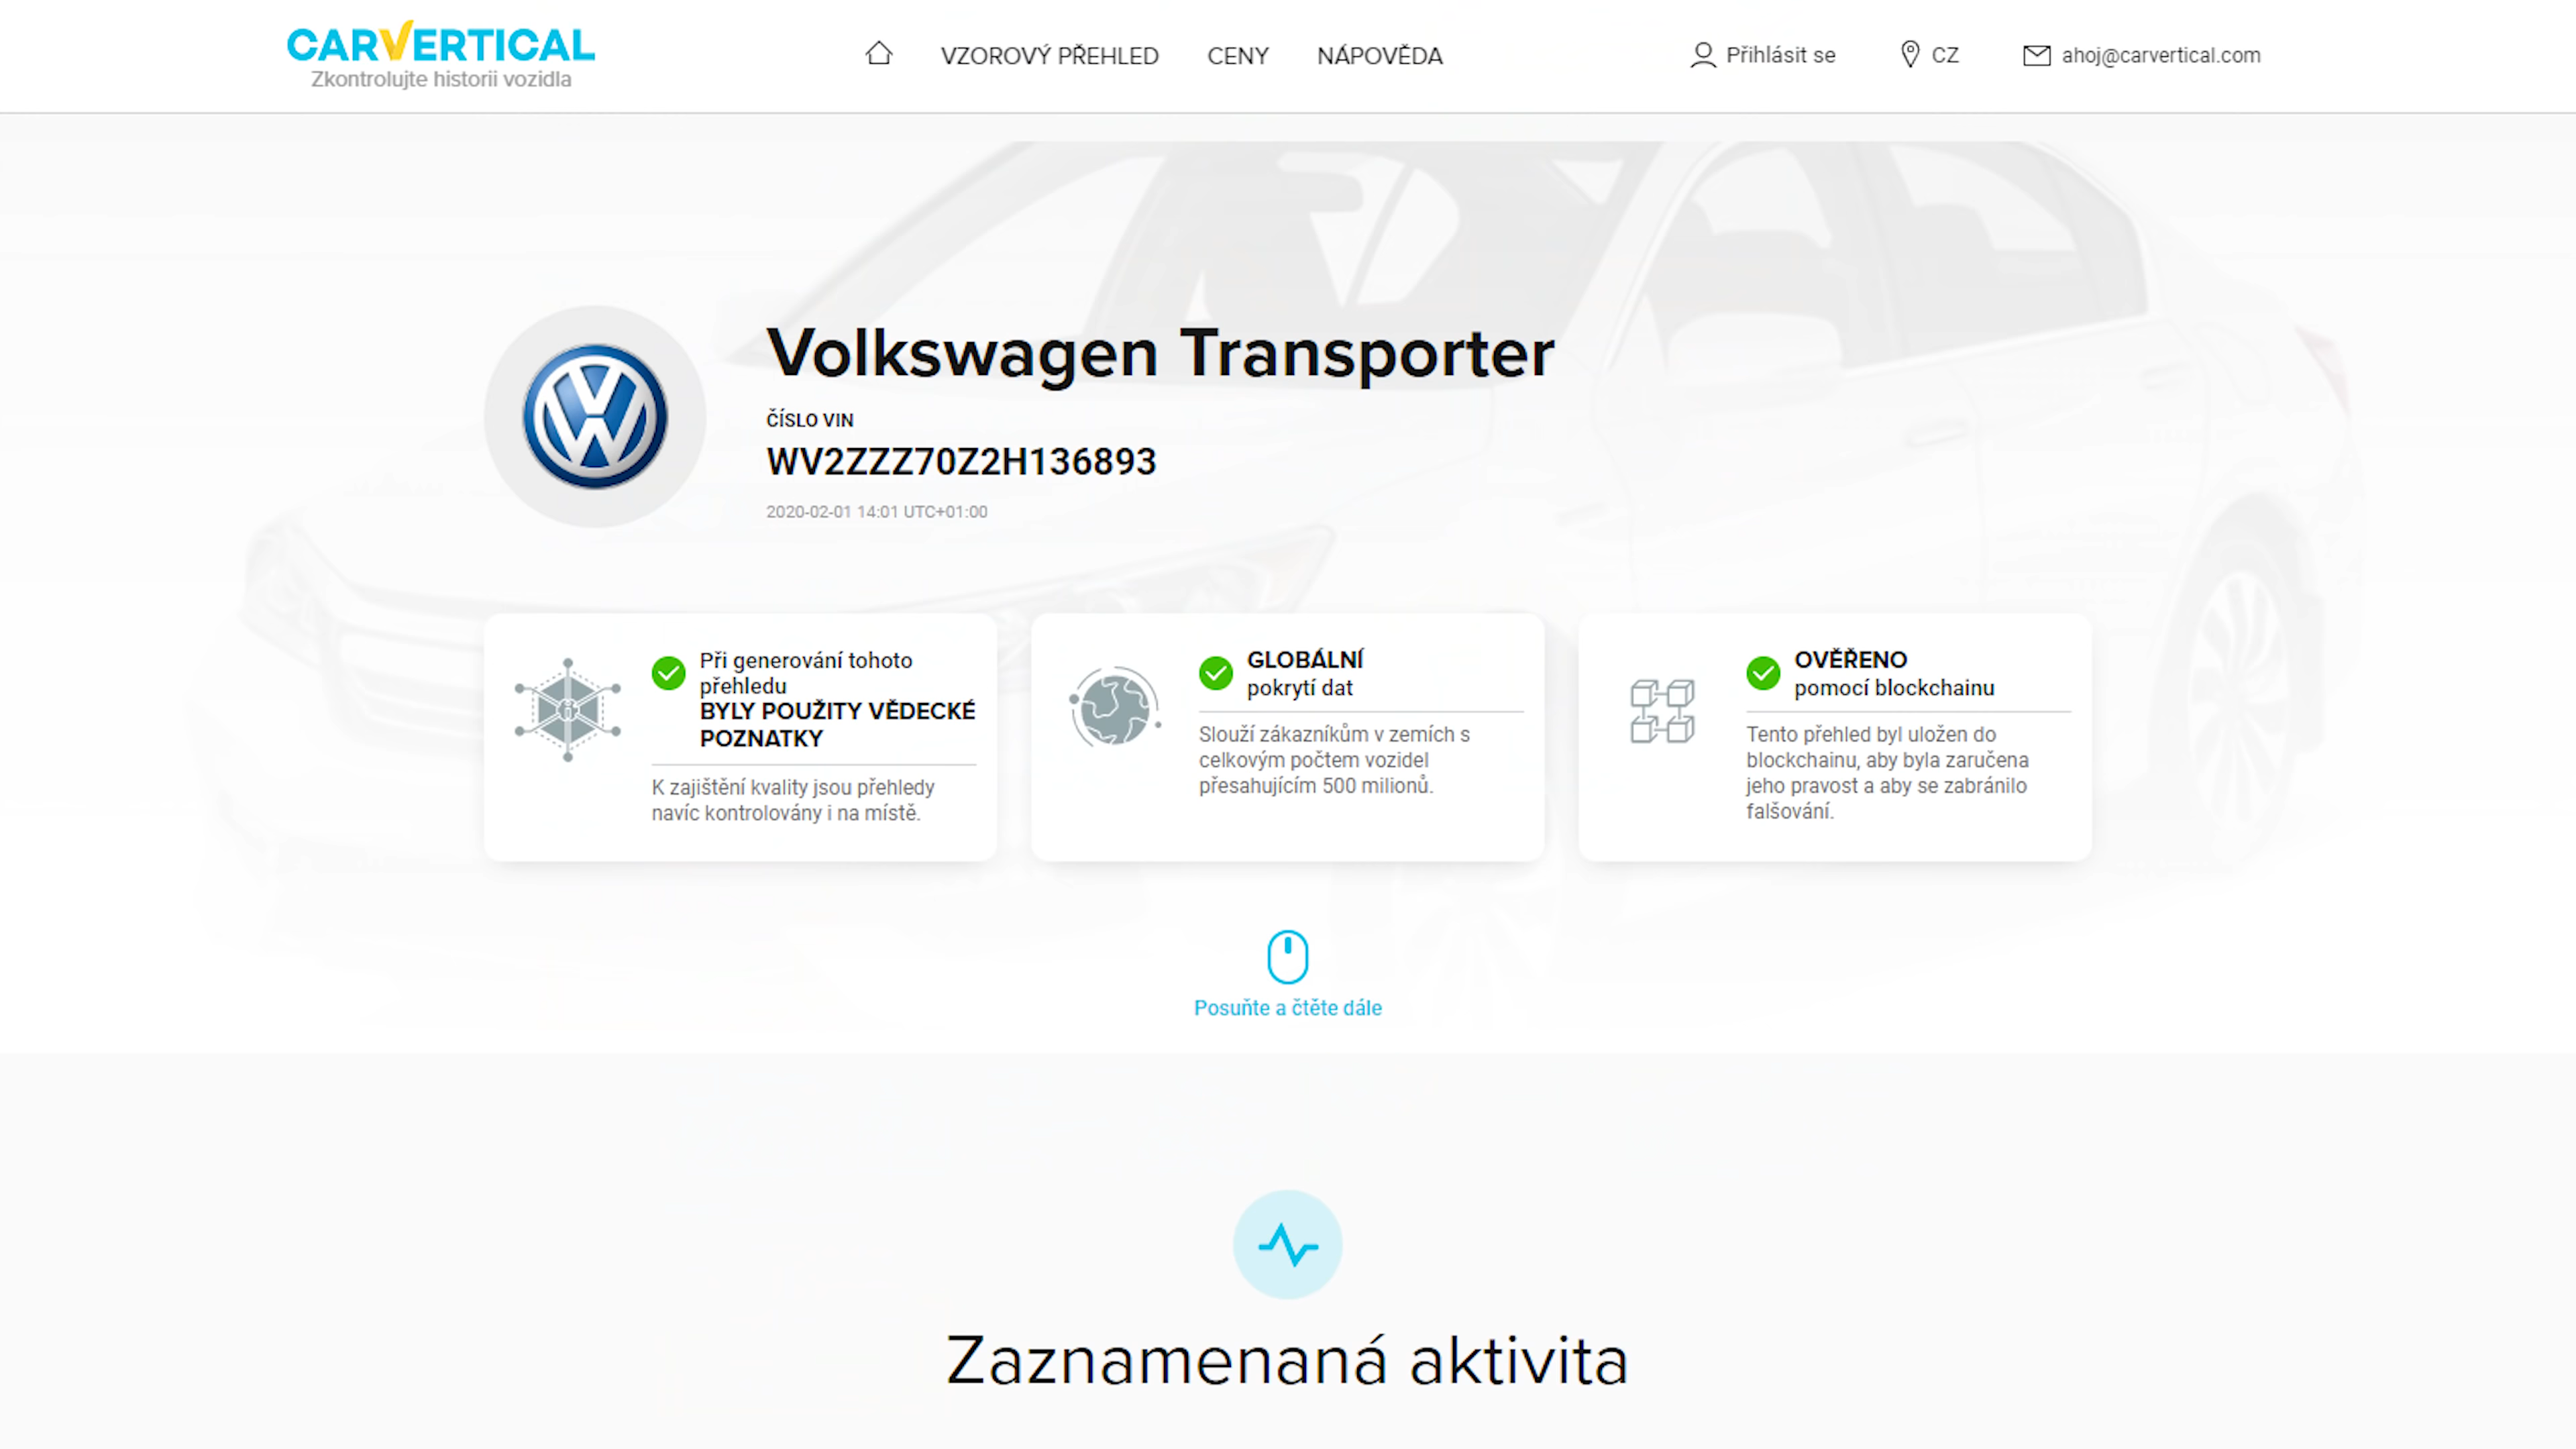 CARVERTICAL
Zkontrolujte historii vozidla
VZOROVÝ PŘEHLED
CENY
NÁPOVĚDA
Přihlásit se
CZ
ahoj@carvertical.com
Volkswagen Transporter
ČÍSLO VIN
WV2ZZZ70Z2H136893
2020-02-01 14:01 UTC+01:00
Při generování tohoto
přehledu
BYLY POUŽITY VĚDECKÉ
POZNATKY
K zajištění kvality jsou přehledy
navíc kontrolovány i na místě.
GLOBÁLNÍ
pokrytí dat
Slouží zákazníkům v zemích s
celkovým počtem vozidel
přesahujícím 500 milionů.
OVĚŘENO
pomocí blockchainu
Tento přehled byl uložen do
blockchainu, aby byla zaručena
jeho pravost a aby se zabránilo
falšování.
Posuňte a čtěte dále
Zaznamenaná aktivita